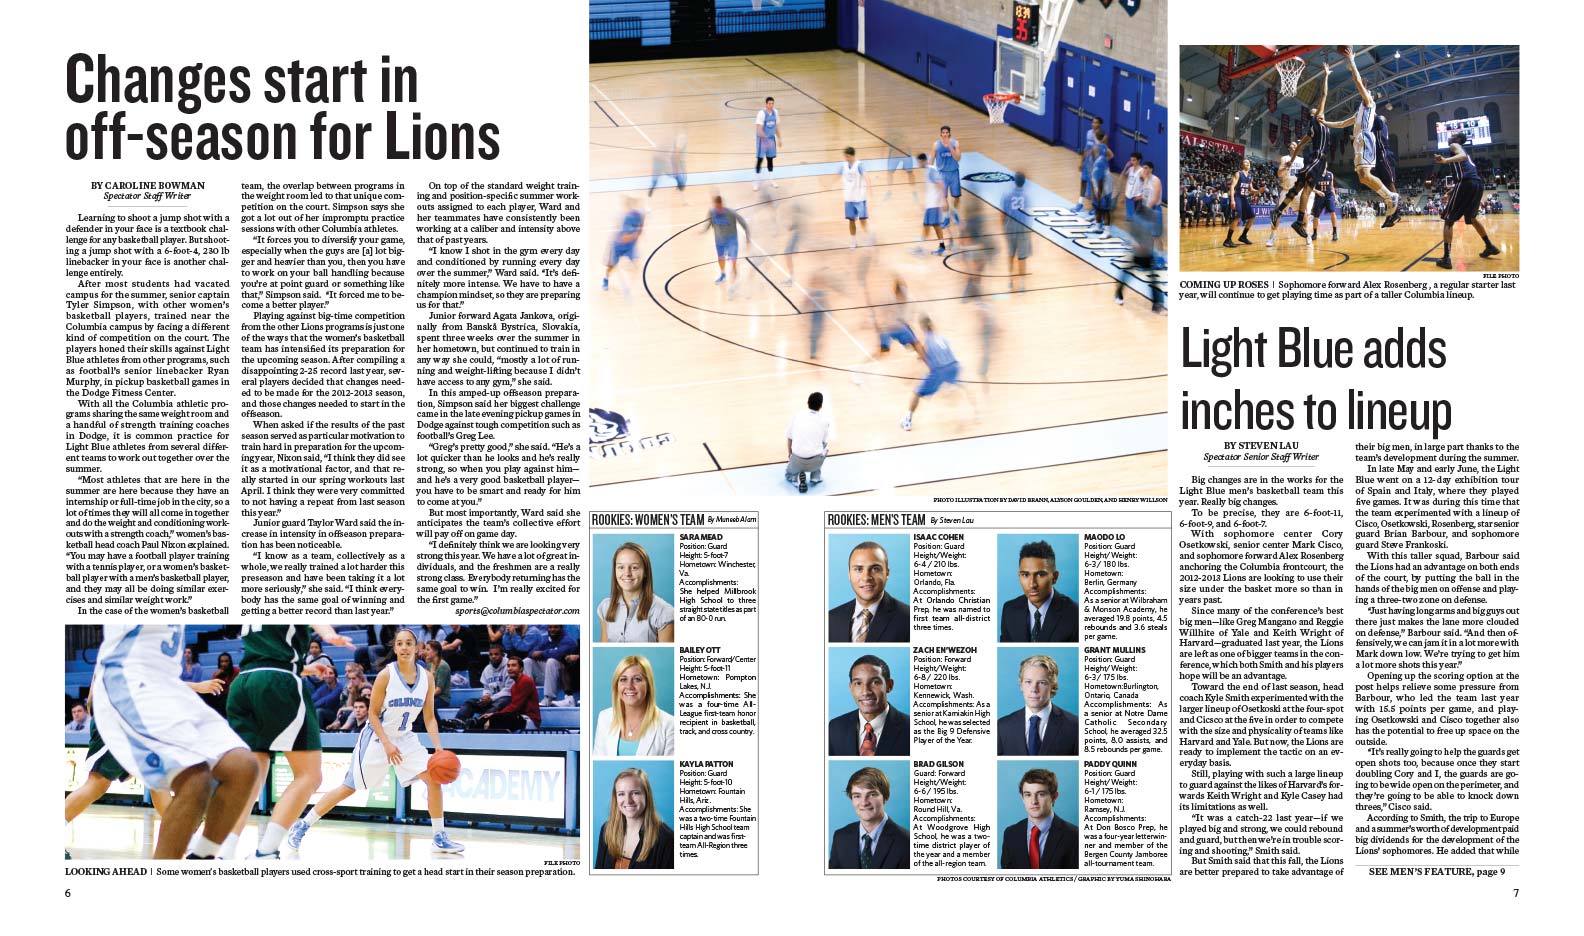 Changes start in
off-season for Lions
BY CAROLINE BOWMAN
Spectator Staff Writer
Learning to shoot a jump shot with a
defender in your face is a textbook chal-
lenge for any basketball player. But shoot-
ing a jump shot with a 6-foot-4, 230 lb
linebacker in your face is another chal-
lenge entirely.
After most students had vacated
campus for the summer, senior captain
Tyler Simpson, with other women's
basketball players, trained near the
Columbia campus by facing a different
kind of competition on the court. The
players honed their skills against Light
Blue athletes from other programs, such
as football's senior linebacker Ryan
Murphy, in pickup basketball games in
the Dodge Fitness Center.
With all the Columbia athletic pro-
grams sharing the same weight room and
a handful of strength training coaches
in Dodge, it is common practice for
Light Blue athletes from several differ-
ent teams to work out together over the
summer.
"Most athletes that are here in the
summer are here because they have an
internship or full-time job in the city, so a
lot of times they will all come in together
and do the weight and conditioning work-
outs with a strength coach," women's bas-
ketball head coach Paul Nixon explained.
"You may have a football player training
with a tennis player, or a women's basket-
ball player with a men's basketball player,
and they may all be doing similar exer-
cises and similar weight work."
In the case of the women's basketball
team, the overlap between programs in
the weight room led to that unique com-
petition on the court. Simpson says she
got a lot out of her impromptu practice
sessions with other Columbia athletes.
"It forces you to diversify your game,
especially when the guys are [a] lot big-
ger and heavier than you, then you have
to work on your ball handling because
you're at point guard or something like
that," Simpson said. "It forced me to be-
come a better player."
Playing against big-time competition
from the other Lions programs is just one
of the ways that the women's basketball
team has intensified its preparation for
the upcoming season. After compiling a
disappointing 2-25 record last year, sev-
eral players decided that changes need-
ed to be made for the 2012-2013 season,
and those changes needed to start in the
offseason.
When asked if the results of the past
season served as particular motivation to
train hard in preparation for the upcom-
ing year, Nixon said, "I think they did see
it as a motivational factor, and that re-
ally started in our spring workouts last
April. I think they were very committed
to not having a repeat from last season
this year."
Junior guard Taylor Ward said the in-
crease in intensity in offseason prepara-
tion has been noticeable.
"I know as a team, collectively as a
whole, we really trained a lot harder this
preseason and have been taking it a lot
more seriously," she said. "I think every-
body has the same goal of winning and
getting a better record than last year."
On top of the standard weight train-
ing and position-specific summer work-
outs assigned to each player, Ward and
her teammates have consistently been
working at a caliber and intensity above
that of past years.
"I know I shot in the gym every day
and conditioned by running every day
over the summer," Ward said. "It's defi-
nitely more intense. We have to have a
champion mindset, so they are preparing
us for that."
Junior forward Agata Jankova, origi-
nally from Banská Bystrica, Slovakia,
spent three weeks over the summer in
her hometown, but continued to train in
any way she could, "mostly a lot of run-
ning and weight-lifting because I didn't
have access to any gym," she said.
In this amped-up offseason prepara-
tion, Simpson said her biggest challenge
came in the late evening pickup games in
Dodge against tough competition such as
football's Greg Lee.
"Greg's pretty good," she said. "He's a
lot quicker than he looks and he's really
strong, so when you play against him—
and he's a very good basketball player—
you have to be smart and ready for him
to come at you."
But most importantly, Ward said she
anticipates the team's collective effort
will pay off on game day.
"I definitely think we are looking very
strong this year. We have a lot of great in-
dividuals, and the freshmen are a really
strong class. Everybody returning has the
same goal to win. I'm really excited for
the first game."
sports@columbiaspectator.com
COLUMB
1
ACADEMY
FILE PHOTO
LOOKING AHEAD | Some women's basketball players used cross-sport training to get a head start in their season preparation.
6
COLUMB
23
PHOTO ILLUSTRATION BY DAVID BRANN, ALYSON GOULDEN, AND HENRY WILLSON
ROOKIES: WOMEN'S TEAM By Muneeb Alam
SARA MEAD
Position: Guard
Height: 5-foot-7
Hometown: Winchester,
Va.
Accomplishments:
She helped Millbrook
High School to three
straight state titles as part
of an 80-0 run.
BAILEY OTT
Position: Forward/Center
Height: 5-foot-11
Hometown: Pompton
Lakes, N.J.
Accomplishments: She
was a four-time All-
League first-team honor
recipient in basketball,
track, and cross country.
KAYLA PATTON
Position: Guard
Height: 5-foot-10
Hometown: Fountain
Hills, Ariz.
Accomplishments: She
was a two-time Fountain
Hills High School team
captain and was first-
team All-Region three
times.
ROOKIES: MEN'S TEAM By Steven Lau
ISAAC COHEN
Position: Guard
Height/Weight:
6-4 / 210 lbs.
Hometown:
Orlando, Fla.
Accomplishments:
At Orlando Christian
Prep, he was named to
first team all-district
three times.
ZACH EN'WEZOH
Position: Forward
Height/Weight:
6-8 / 220 lbs.
Hometown:
Kennewick, Wash.
Accomplishments: As a
senior at Kamiakin High
School, he was selected
as the Big 9 Defensive
Player of the Year.
BRAD GILSON
Guard: Forward
Height/Weight:
6-6 / 195 lbs.
Hometown:
Round Hill, Va.
Accomplishments:
At Woodgrove High
School, he was a two-
time district player of
the year and a member
of the all-region team.
MAODO LO
Position: Guard
Height/Weight:
6-3 / 180 lbs.
Hometown:
Berlin, Germany
Accomplishments:
As a senior at Wilbraham
& Monson Academy, he
averaged 19.8 points, 4.5
rebounds and 3.6 steals
per game.
GRANT MULLINS
Position: Guard
Height/Weight:
6-3/ 175 lbs.
Hometown:Burlington,
Ontario, Canada
Accomplishments: As
a senior at Notre Dame
Catholic Secondary
School, he averaged 32.5
points, 8.0 assists, and
8.5 rebounds per game.
PADDY QUINN
Position: Guard
Height/Weight:
6-1 / 175 lbs.
Hometown:
Ramsey, N.J.
Accomplishments:
At Don Bosco Prep, he
was a four-year letterwin-
ner and member of the
Bergen County Jamboree
all-tournament team.
PHOTOS COURTESY OF COLUMBIA ATHLETICS / GRAPHIC BY YUMA SHINOHARA
PALESTRA
FILE PHOTO
COMING UP ROSES | Sophomore forward Alex Rosenberg , a regular starter last
year, will continue to get playing time as part of a taller Columbia lineup.
Light Blue adds
inches to lineup
BY STEVEN LAU
Spectator Senior Staff Writer
Big changes are in the works for the
Light Blue men's basketball team this
year. Really big changes.
To be precise, they are 6-foot-11,
6-foot-9, and 6-foot-7.
With sophomore center Cory
Osetkowski, senior center Mark Cisco,
and sophomore forward Alex Rosenberg
anchoring the Columbia frontcourt, the
2012-2013 Lions are looking to use their
size under the basket more so than in
years past.
Since many of the conference's best
big men—like Greg Mangano and Reggie
Willhite of Yale and Keith Wright of
Harvard—graduated last year, the Lions
are left as one of bigger teams in the con-
ference, which both Smith and his players
hope will be an advantage.
Toward the end of last season, head
coach Kyle Smith experimented with the
larger lineup of Osetkoski at the four-spot
and Cicsco at the five in order to compete
with the size and physicality of teams like
Harvard and Yale. But now, the Lions are
ready to implement the tactic on an ev-
eryday basis.
Still, playing with such a large lineup
to guard against the likes of Harvard's for-
wards Keith Wright and Kyle Casey had
its limitations as well.
"It was a catch-22 last year—if we
played big and strong, we could rebound
and guard, but then we're in trouble scor-
ing and shooting," Smith said.
But Smith said that this fall, the Lions
are better prepared to take advantage of
their big men, in large part thanks to the
team's development during the summer.
In late May and early June, the Light
Blue went on a 12-day exhibition tour
of Spain and Italy, where they played
five games. It was during this time that
the team experimented with a lineup of
Cisco, Osetkowski, Rosenberg, star senior
guard Brian Barbour, and sophomore
guard Steve Frankoski.
With this taller squad, Barbour said
the Lions had an advantage on both ends
of the court, by putting the ball in the
hands of the big men on offense and play-
ing a three-two zone on defense.
"Just having long arms and big guys out
there just makes the lane more clouded
on defense," Barbour said. "And then of-
fensively, we can jam it in a lot more with
Mark down low. We're trying to get him
a lot more shots this year."
Opening up the scoring option at the
post helps relieve some pressure from
Barbour, who led the team last year
with 15.5 points per game, and play-
ing Osetkowski and Cisco together also
has the potential to free up space on the
outside.
"It's really going to help the guards get
open shots too, because once they start
doubling Cory and I, the guards are go-
ing to be wide open on the perimeter, and
they're going to be able to knock down
threes," Cisco said.
According to Smith, the trip to Europe
and a summer's worth of development paid
big dividends for the development of the
Lions' sophomores. He added that while
SEE MEN'S FEATURE, page 9
7